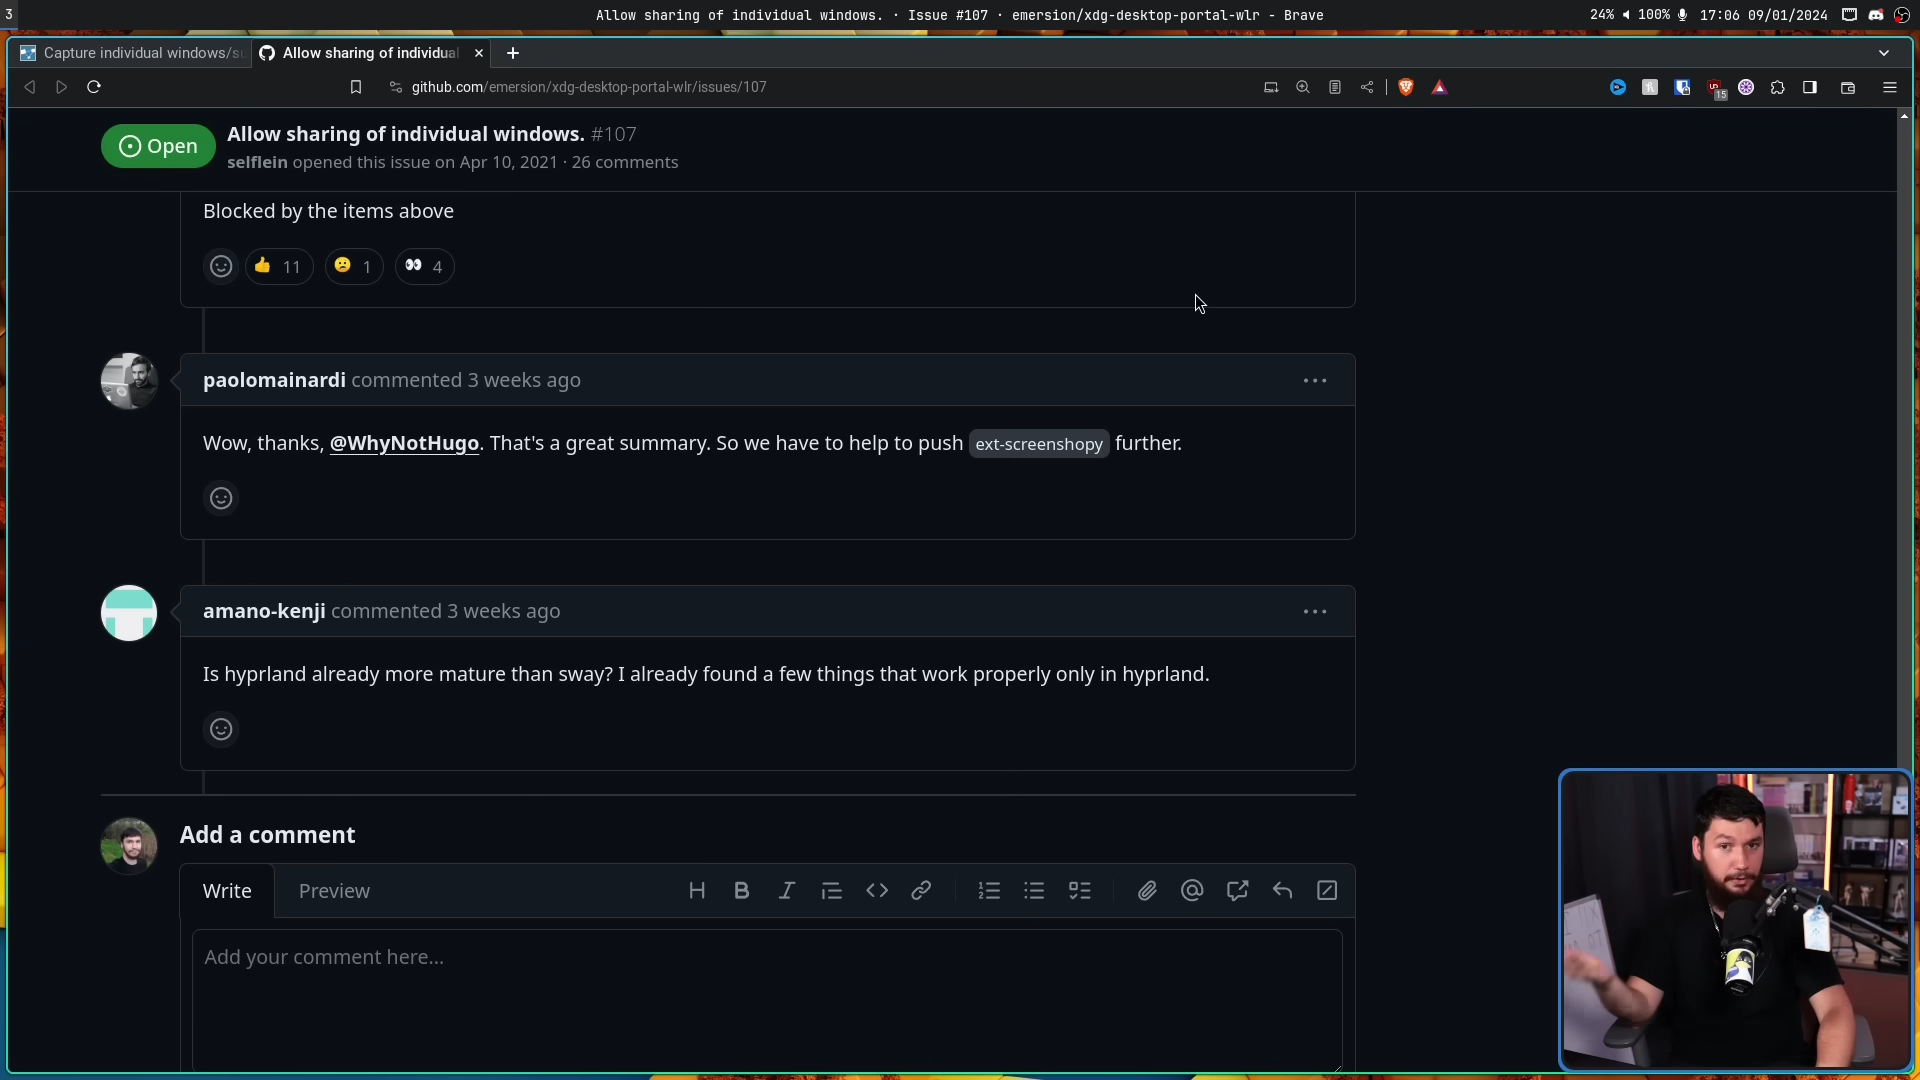 3
Allow sharing of individual windows. · Issue #107 · emersion/xdg-desktop-portal-wlr - Brave
24%
100%
17:06 09/01/2024
Capture individual windows/su
Allow sharing of individual
github.com/emersion/xdg-desktop-portal-wlr/issues/107
15
Open
Allow sharing of individual windows. #107
selflein opened this issue on Apr 10, 2021 · 26 comments
Blocked by the items above
👍 11
🙁 1
👀 4
paolomainardi commented 3 weeks ago
Wow, thanks, @WhyNotHugo. That's a great summary. So we have to help to push ext-screenshopy further.
amano-kenji commented 3 weeks ago
Is hyprland already more mature than sway? I already found a few things that work properly only in hyprland.
Add a comment
Write
Preview
Add your comment here...